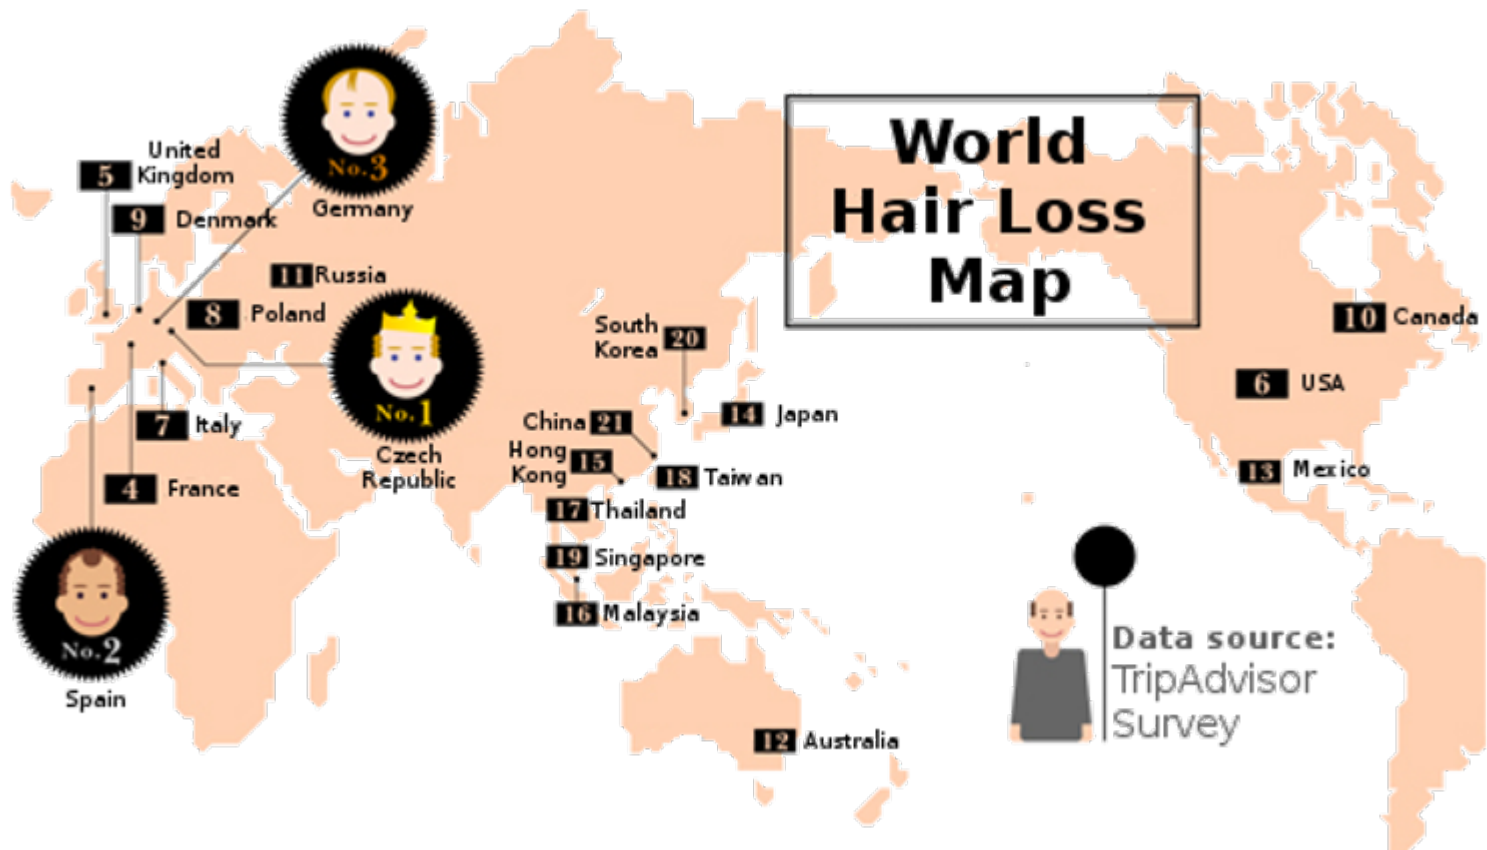 World
Hair Loss
Map
No.3
Germany
United
5 Kingdom
9 Denmark
11 Russia
8 Poland
No.1
Czech
Republic
7 Italy
4 France
No.2
Spain
South
Korea 20
14 Japan
China 21
Hong
Kong 15
18 Taiwan
17 Thailand
19 Singapore
16 Malaysia
12 Australia
10 Canada
6 USA
13 Mexico
Data source:
TripAdvisor
Survey